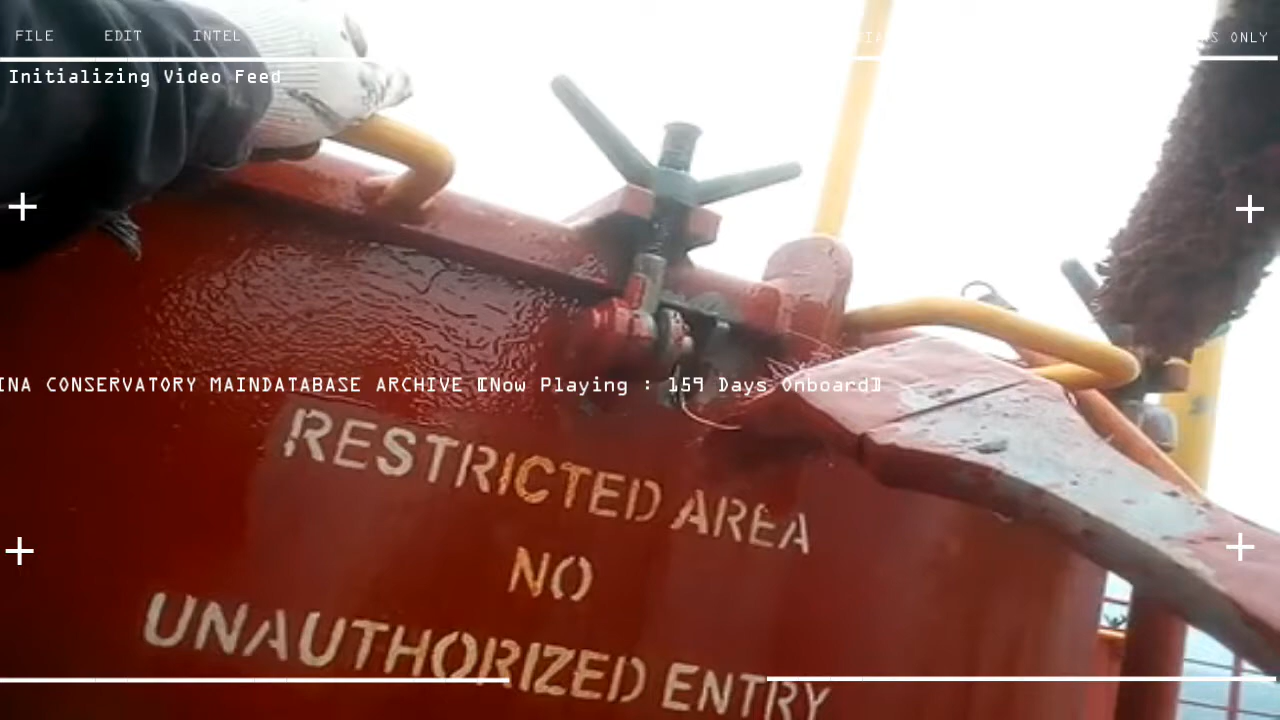 FILE EDIT INTEL
ONLY
Initializing Video Feed
CONSERVATORY MAINDATABASE ARCHIVE [Now Playing : 159 Days Onboard]
RESTRICTED AREA
NO
UNAUTHORIZED ENTRY